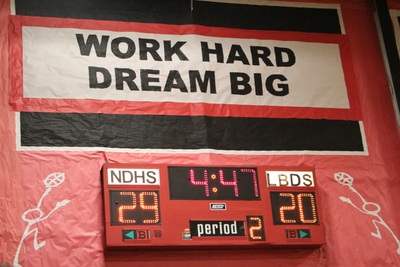 WORK HARD
DREAM BIG
NDHS 4:47 LBDS
29 20
period 2
B B